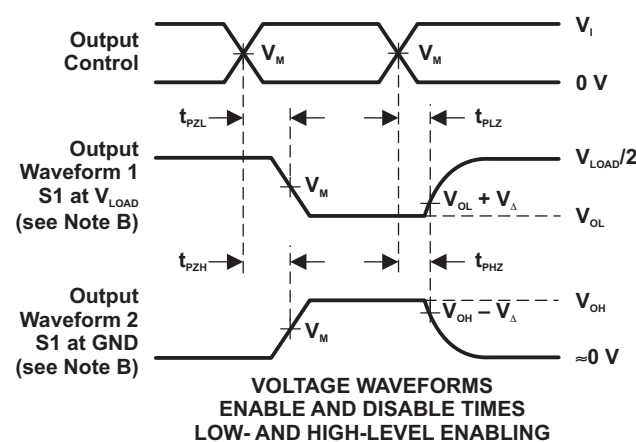 Output
Control
V_M
V_M
V_I
0 V
t_PZL
t_PLZ
Output
Waveform 1
S1 at V_LOAD
(see Note B)
V_M
V_OL + V_Δ
V_LOAD/2
V_OL
t_PZH
t_PHZ
Output
Waveform 2
S1 at GND
(see Note B)
V_M
V_OH – V_Δ
V_OH
≈0 V
VOLTAGE WAVEFORMS
ENABLE AND DISABLE TIMES
LOW- AND HIGH-LEVEL ENABLING